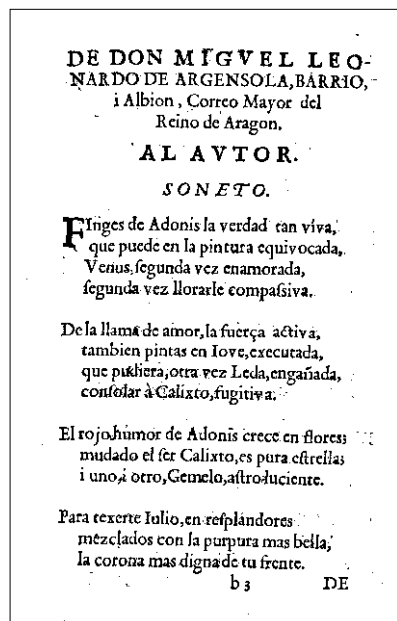 DE DON MIGVEL LEO-
NARDO DE ARGENSOLA, BARRIO,
i Albion, Correo Mayor del
Reino de Aragon.
AL AVTOR.
SONETO.
FInges de Adonis la verdad tan viva,
que puede en la pintura equivocada,
Venus, ſegunda vez enamorada,
ſegunda vez llorarle compaſſiva.
De la llama de amor, la fuerça activa,
tambien pintas en Iove, executada,
que pudiera, otra vez Leda, engañada,
conſolar à Calixto, fugitiva.
El rojo humor de Adonis crece en flores;
mudado el ſer Calixto, es pura eſtrella;
i uno, i otro, Gemelo, aſtro luciente.
Para texerte Iulio, en reſplandores
mezclados con la purpura mas bella,
la corona mas digna de tu frente.
b 3 DE